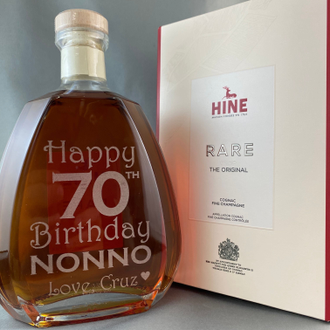 Happy
70TH
Birthday
NONNO
Love, Cruz
HINE
RARE
THE ORIGINAL
COGNAC
FINE CHAMPAGNE